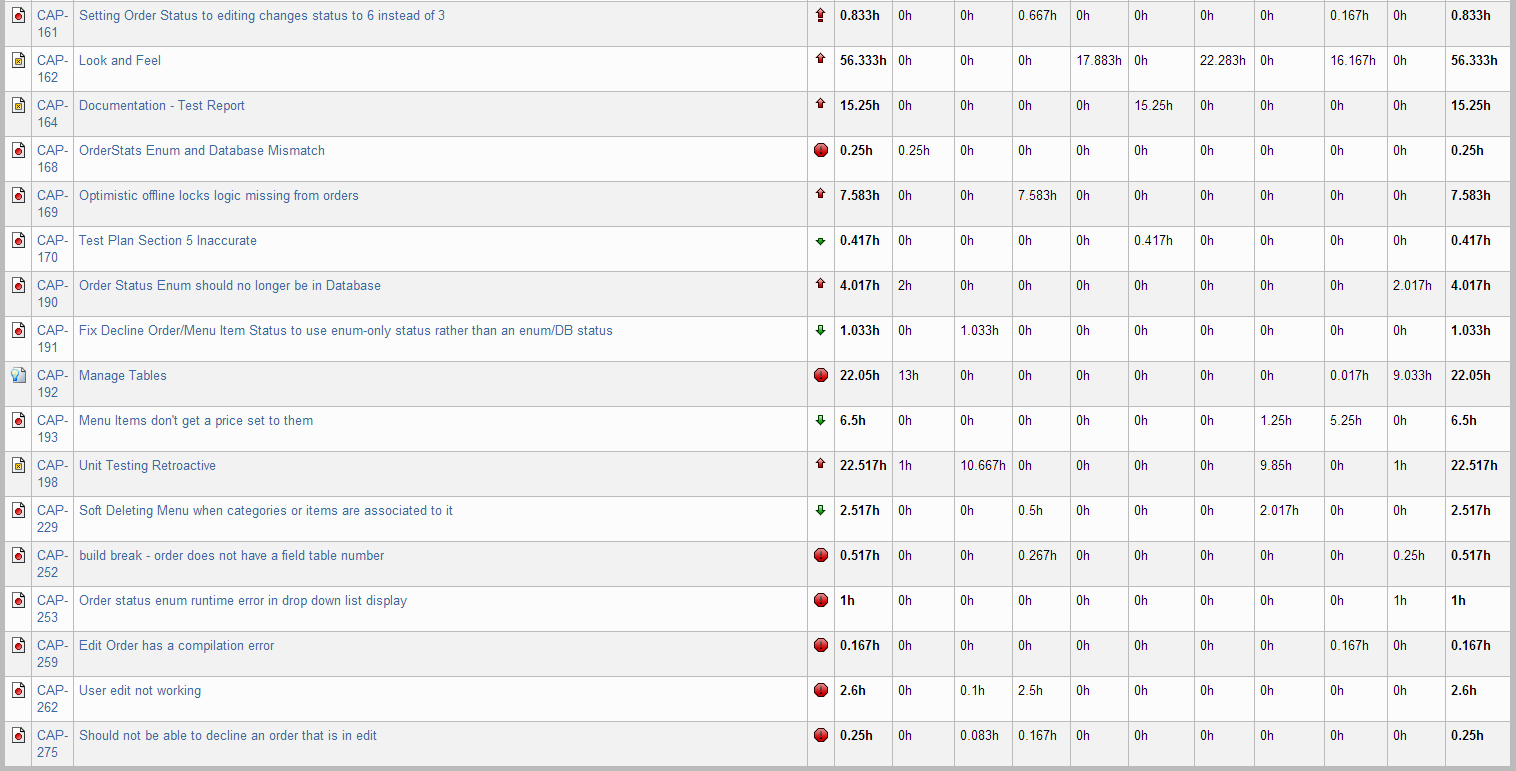 CAP-161 Setting Order Status to editing changes status to 6 instead of 3 0.833h 0h 0h 0.667h 0h 0h 0h 0h 0.167h 0h 0.833h
CAP-162 Look and Feel 56.333h 0h 0h 0h 17.883h 0h 22.283h 0h 16.167h 0h 56.333h
CAP-164 Documentation - Test Report 15.25h 0h 0h 0h 0h 15.25h 0h 0h 0h 0h 15.25h
CAP-168 OrderStats Enum and Database Mismatch 0.25h 0.25h 0h 0h 0h 0h 0h 0h 0h 0h 0.25h
CAP-169 Optimistic offline locks logic missing from orders 7.583h 0h 0h 7.583h 0h 0h 0h 0h 0h 0h 7.583h
CAP-170 Test Plan Section 5 Inaccurate 0.417h 0h 0h 0h 0h 0.417h 0h 0h 0h 0h 0.417h
CAP-190 Order Status Enum should no longer be in Database 4.017h 2h 0h 0h 0h 0h 0h 0h 0h 2.017h 4.017h
CAP-191 Fix Decline Order/Menu Item Status to use enum-only status rather than an enum/DB status 1.033h 0h 1.033h 0h 0h 0h 0h 0h 0h 0h 1.033h
CAP-192 Manage Tables 22.05h 13h 0h 0h 0h 0h 0h 0h 0.017h 9.033h 22.05h
CAP-193 Menu Items don't get a price set to them 6.5h 0h 0h 0h 0h 0h 0h 1.25h 5.25h 0h 6.5h
CAP-198 Unit Testing Retroactive 22.517h 1h 10.667h 0h 0h 0h 0h 9.85h 0h 1h 22.517h
CAP-229 Soft Deleting Menu when categories or items are associated to it 2.517h 0h 0h 0.5h 0h 0h 0h 2.017h 0h 0h 2.517h
CAP-252 build break - order does not have a field table number 0.517h 0h 0h 0.267h 0h 0h 0h 0h 0h 0.25h 0.517h
CAP-253 Order status enum runtime error in drop down list display 1h 0h 0h 0h 0h 0h 0h 0h 0h 1h 1h
CAP-259 Edit Order has a compilation error 0.167h 0h 0h 0h 0h 0h 0h 0h 0.167h 0h 0.167h
CAP-262 User edit not working 2.6h 0h 0.1h 2.5h 0h 0h 0h 0h 0h 0h 2.6h
CAP-275 Should not be able to decline an order that is in edit 0.25h 0h 0.083h 0.167h 0h 0h 0h 0h 0h 0h 0.25h